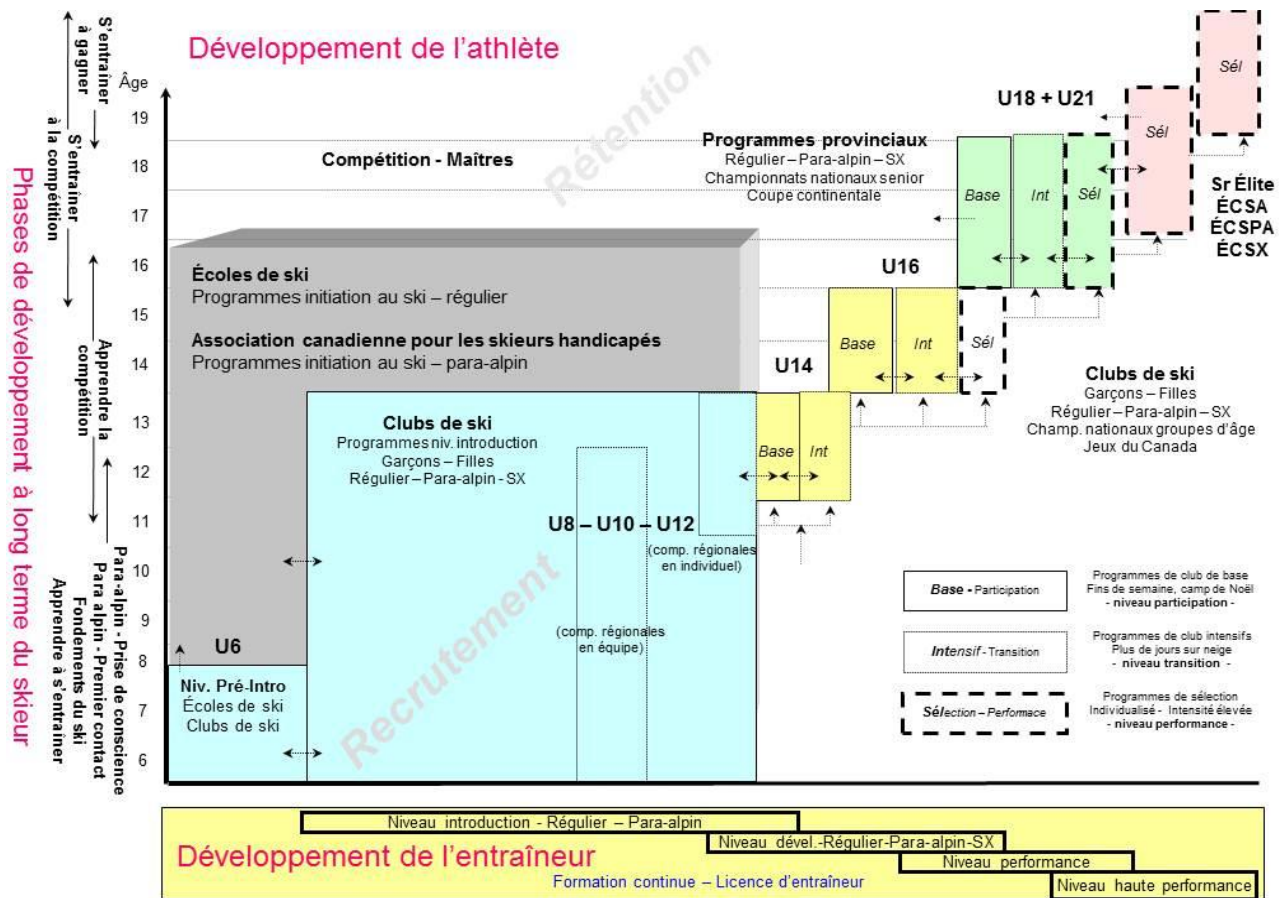 Développement de l'athlète
S'entraîner
à gagner
S'entraîner
à la compétition
Apprendre la
compétition
Para-alpin - Prise de conscience
Para alpin - Premier contact
Fondements du ski
Apprendre à s'entraîner
Phases de développement à long terme du skieur
Âge
19
18
17
16
15
14
13
12
11
10
9
8
7
6
Rétention
Recrutement
Compétition - Maîtres
Programmes provinciaux
Régulier – Para-alpin – SX
Championnats nationaux senior
Coupe continentale
U18 + U21
Base
Int
Sél
Sél
Sél
Sr Élite
ÉCSA
ÉCSPA
ÉCSX
Écoles de ski
Programmes initiation au ski – régulier
Association canadienne pour les skieurs handicapés
Programmes initiation au ski – para-alpin
U16
Base
Int
Sél
U14
Base
Int
Clubs de ski
Garçons – Filles
Régulier – Para-alpin – SX
Champ. nationaux groupes d'âge
Jeux du Canada
Clubs de ski
Programmes niv. introduction
Garçons – Filles
Régulier – Para-alpin - SX
U8 – U10 – U12
(comp. régionales
en individuel)
(comp. régionales
en équipe)
U6
Niv. Pré-Intro
Écoles de ski
Clubs de ski
Base - Participation
Programmes de club de base
Fins de semaine, camp de Noël
- niveau participation -
Intensif - Transition
Programmes de club intensifs
Plus de jours sur neige
- niveau transition -
Sélection – Performace
Programmes de sélection
Individualisé - Intensité élevée
- niveau performance -
Niveau introduction - Régulier – Para-alpin
Niveau dével.-Régulier-Para-alpin-SX
Niveau performance
Niveau haute performance
Développement de l'entraîneur
Formation continue – Licence d'entraîneur